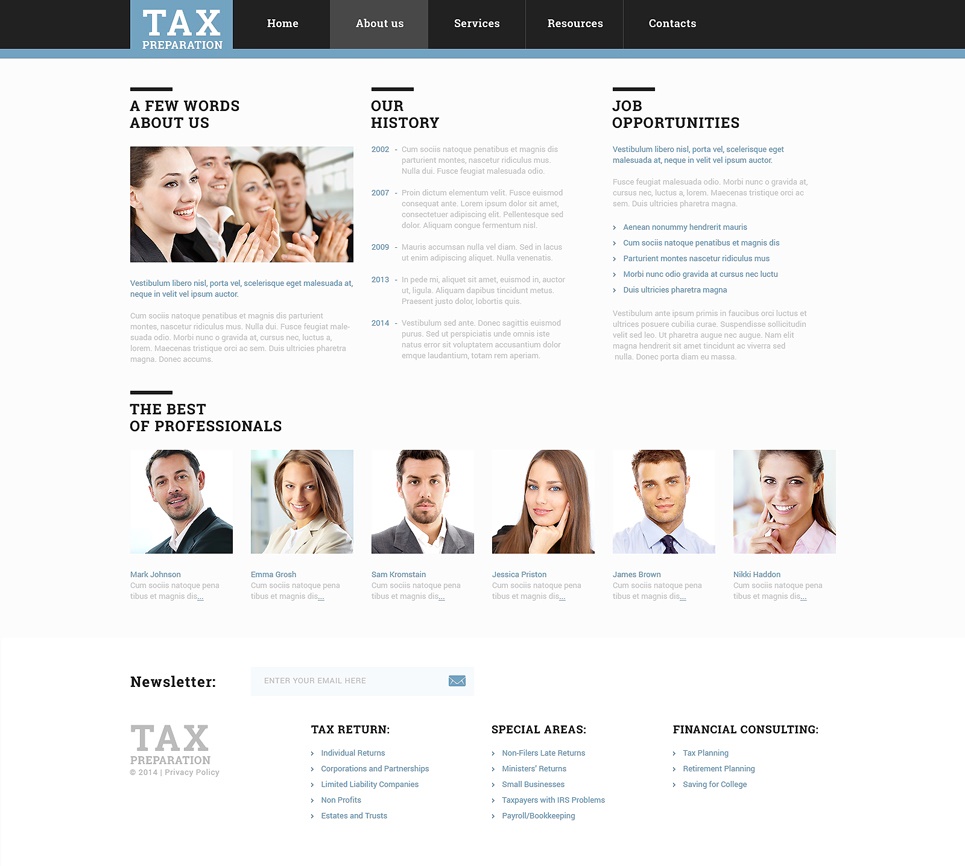 TAX
PREPARATION
Home
About us
Services
Resources
Contacts
A FEW WORDS
ABOUT US
Vestibulum libero nisl, porta vel, scelerisque eget malesuada at,
neque in velit vel ipsum auctor.
Cum sociis natoque penatibus et magnis dis parturient
montes, nascetur ridiculus mus. Nulla dui. Fusce feugiat male-
suada odio. Morbi nunc o gravida at, cursus nec, luctus a,
lorem. Maecenas tristique orci ac sem. Duis ultricies pharetra
magna. Donec accums.
OUR
HISTORY
2002 - Cum sociis natoque penatibus et magnis dis
parturient montes, nascetur ridiculus mus.
Nulla dui. Fusce feugiat malesuada odio.
2007 - Proin dictum elementum velit. Fusce euismod
consequat ante. Lorem ipsum dolor sit amet,
consectetuer adipiscing elit. Pellentesque sed
dolor. Aliquam congue fermentum nisl.
2009 - Mauris accumsan nulla vel diam. Sed in lacus
ut enim adipiscing aliquet. Nulla venenatis.
2013 - In pede mi, aliquet sit amet, euismod in, auctor
ut, ligula. Aliquam dapibus tincidunt metus.
Praesent justo dolor, lobortis quis.
2014 - Vestibulum sed ante. Donec sagittis euismod
purus. Sed ut perspiciatis unde omnis iste
natus error sit voluptatem accusantium dolor
emque laudantium, totam rem aperiam.
JOB
OPPORTUNITIES
Vestibulum libero nisl, porta vel, scelerisque eget
malesuada at, neque in velit vel ipsum auctor.
Fusce feugiat malesuada odio. Morbi nunc o gravida at,
cursus nec, luctus a, lorem. Maecenas tristique orci ac
sem. Duis ultricies pharetra magna.
Aenean nonummy hendrerit mauris
Cum sociis natoque penatibus et magnis dis
Parturient montes nascetur ridiculus mus
Morbi nunc odio gravida at cursus nec luctu
Duis ultricies pharetra magna
Vestibulum ante ipsum primis in faucibus orci luctus et
ultrices posuere cubilia curae. Suspendisse sollicitudin
velit sed leo. Ut pharetra augue nec augue. Nam elit
magna hendrerit sit amet tincidunt ac viverra sed
nulla. Donec porta diam eu massa.
THE BEST
OF PROFESSIONALS
Mark Johnson
Cum sociis natoque pena
tibus et magnis dis...
Emma Grosh
Cum sociis natoque pena
tibus et magnis dis...
Sam Kromstain
Cum sociis natoque pena
tibus et magnis dis...
Jessica Priston
Cum sociis natoque pena
tibus et magnis dis...
James Brown
Cum sociis natoque pena
tibus et magnis dis...
Nikki Haddon
Cum sociis natoque pena
tibus et magnis dis...
Newsletter:
ENTER YOUR EMAIL HERE
TAX
PREPARATION
© 2014 | Privacy Policy
TAX RETURN:
Individual Returns
Corporations and Partnerships
Limited Liability Companies
Non Profits
Estates and Trusts
SPECIAL AREAS:
Non-Filers Late Returns
Ministers' Returns
Small Businesses
Taxpayers with IRS Problems
Payroll/Bookkeeping
FINANCIAL CONSULTING:
Tax Planning
Retirement Planning
Saving for College